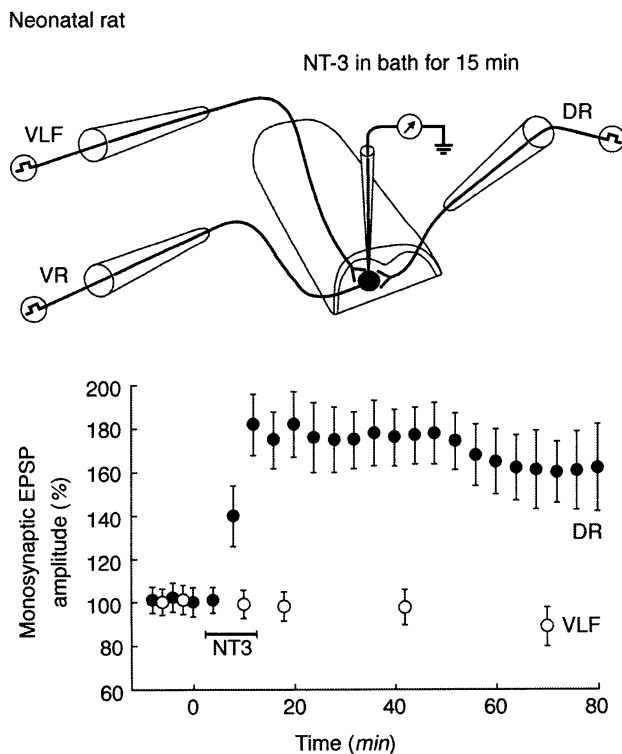 Neonatal rat
NT-3 in bath for 15 min
VLF
DR
VR
Monosynaptic EPSP
amplitude (%)
200
180
160
140
120
100
80
60
DR
VLF
NT3
0
20
40
60
80
Time (min)